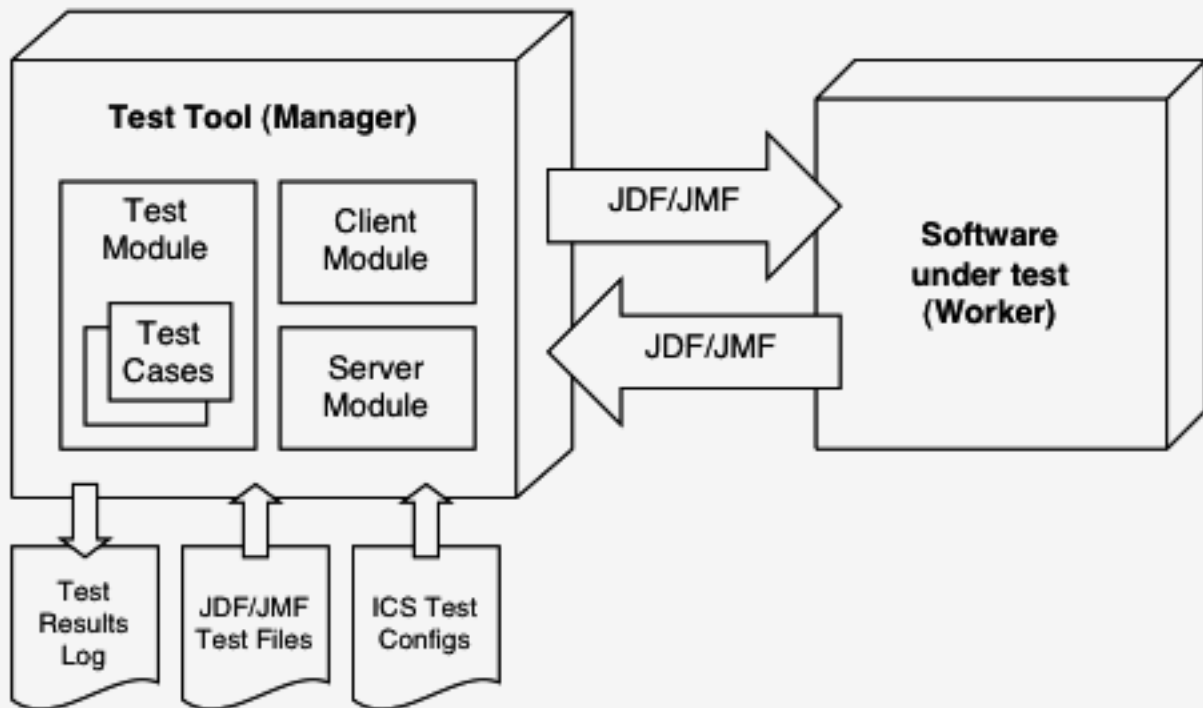 Test Tool (Manager)
Test
Module
Test
Cases
Client
Module
Server
Module
JDF/JMF
JDF/JMF
Software
under test
(Worker)
Test
Results
Log
JDF/JMF
Test Files
ICS Test
Configs